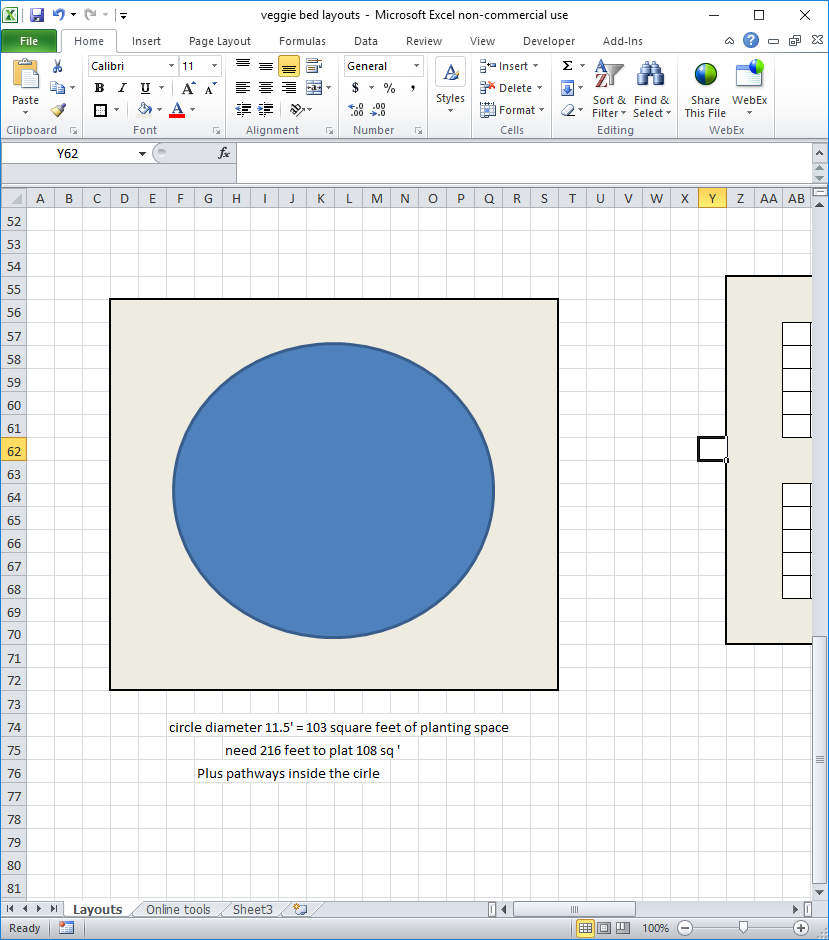 veggie bed layouts - Microsoft Excel non-commercial use
File Home Insert Page Layout Formulas Data Review View Developer Add-Ins
Calibri 11 General Insert Σ
Paste B I U A A $ % , Styles Delete Sort & Filter Find & Select Share This File WebEx
A Format
Clipboard Font Alignment Number Cells Editing WebEx
Y62 fx
A B C D E F G H I J K L M N O P Q R S T U V W X Y Z AA AB
52
53
54
55
56
57
58
59
60
61
62
63
64
65
66
67
68
69
70
71
72
73
74 circle diameter 11.5' = 103 square feet of planting space
75 need 216 feet to plat 108 sq '
76 Plus pathways inside the cirle
77
78
79
80
81
Layouts Online tools Sheet3
Ready 100%